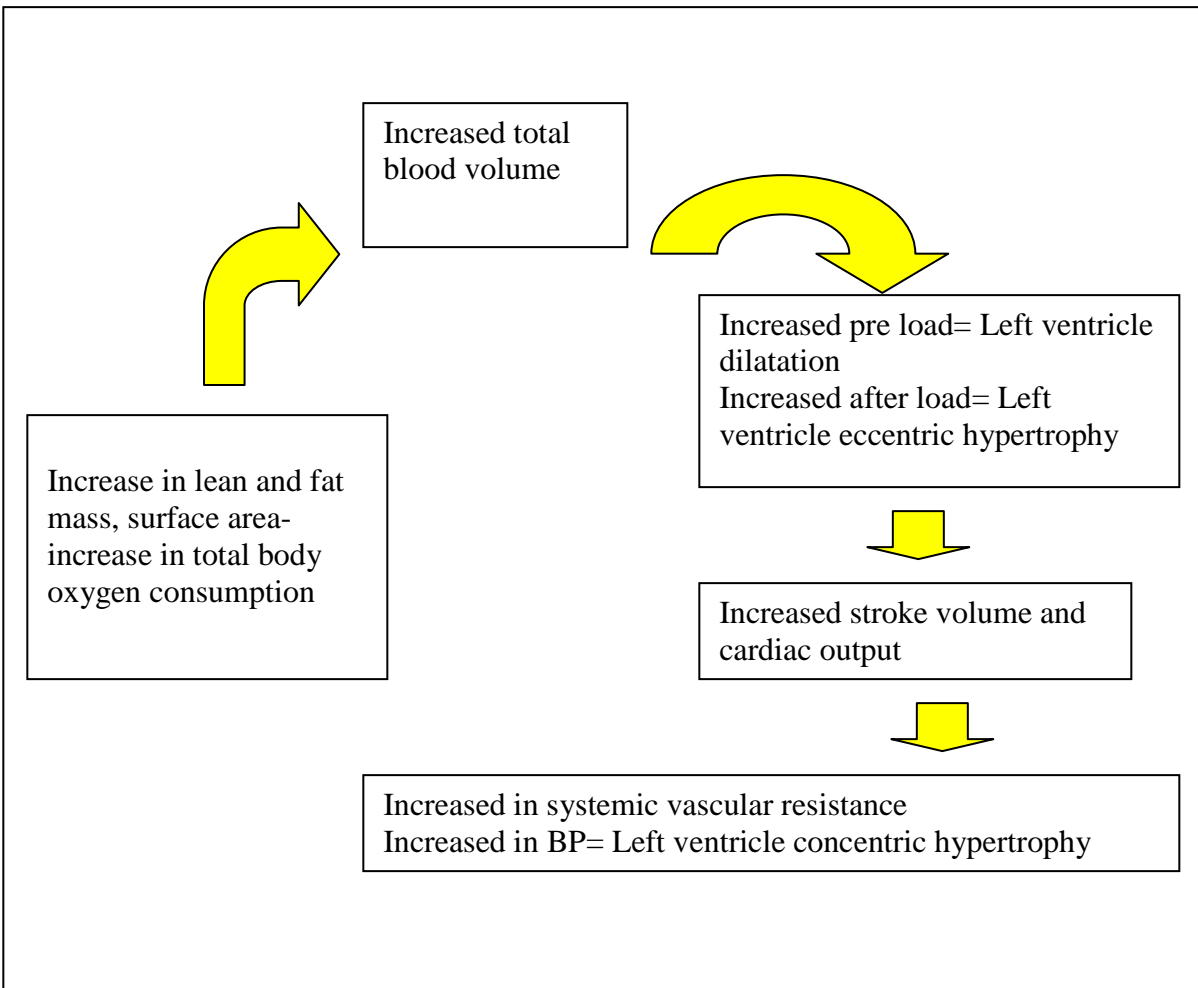 Increased total
blood volume
Increased pre load= Left ventricle
dilatation
Increased after load= Left
ventricle eccentric hypertrophy
Increase in lean and fat
mass, surface area-
increase in total body
oxygen consumption
Increased stroke volume and
cardiac output
Increased in systemic vascular resistance
Increased in BP= Left ventricle concentric hypertrophy